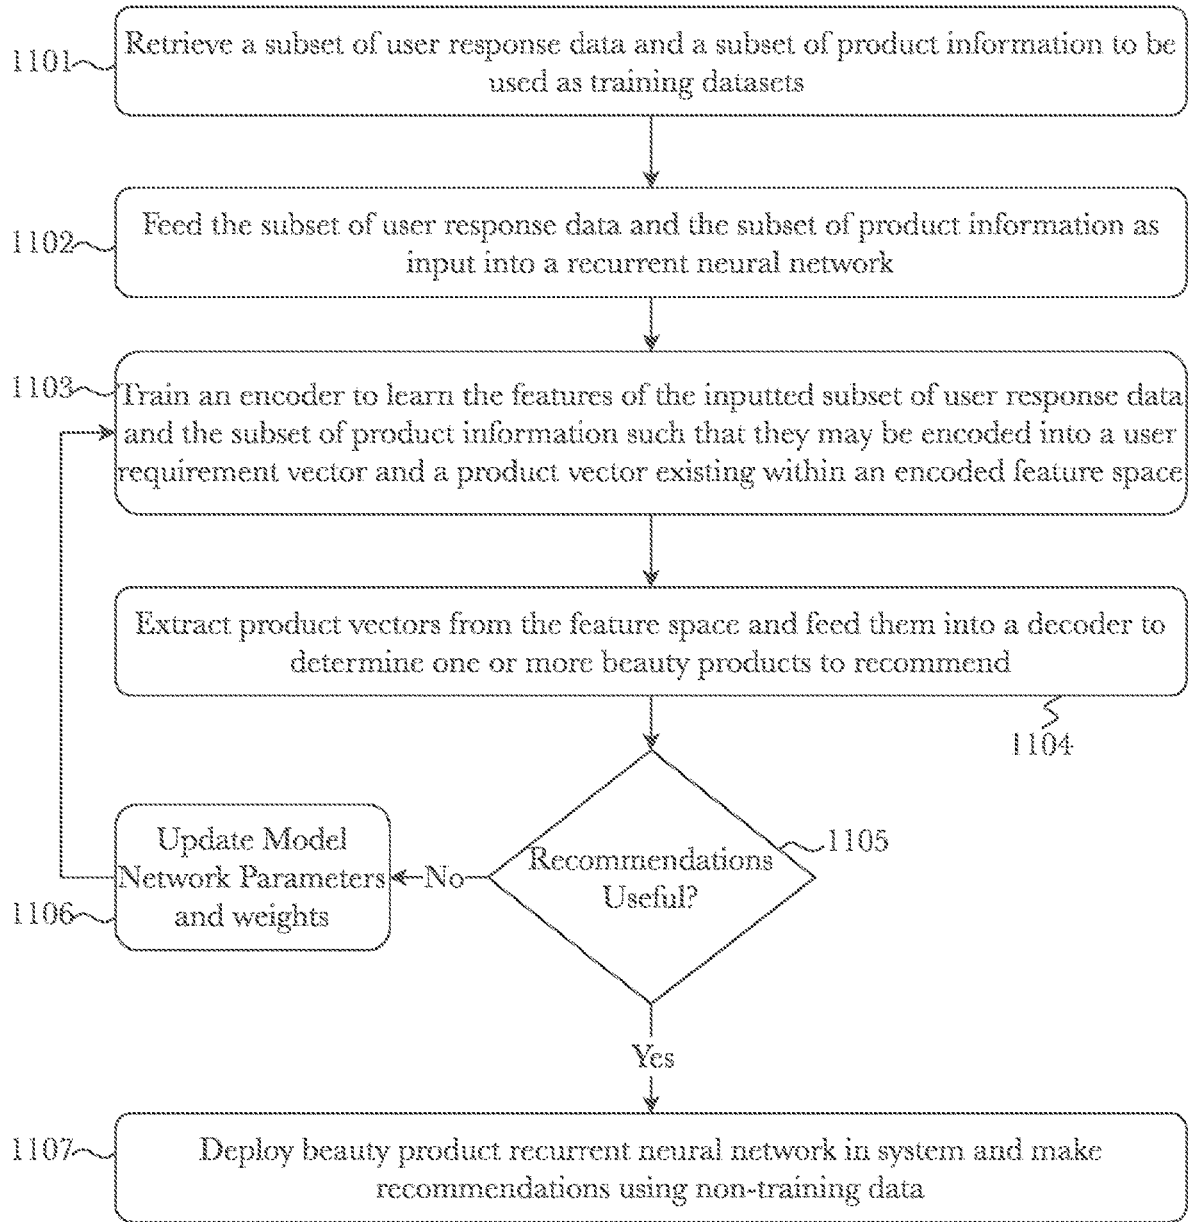 1101
Retrieve a subset of user response data and a subset of product information to be
used as training datasets
1102
Feed the subset of user response data and the subset of product information as
input into a recurrent neural network
1103
Train an encoder to learn the features of the inputted subset of user response data
and the subset of product information such that they may be encoded into a user
requirement vector and a product vector existing within an encoded feature space
Extract product vectors from the feature space and feed them into a decoder to
determine one or more beauty products to recommend
1104
1105
Recommendations
Useful?
No
Update Model
Network Parameters
and weights
1106
Yes
1107
Deploy beauty product recurrent neural network in system and make
recommendations using non-training data